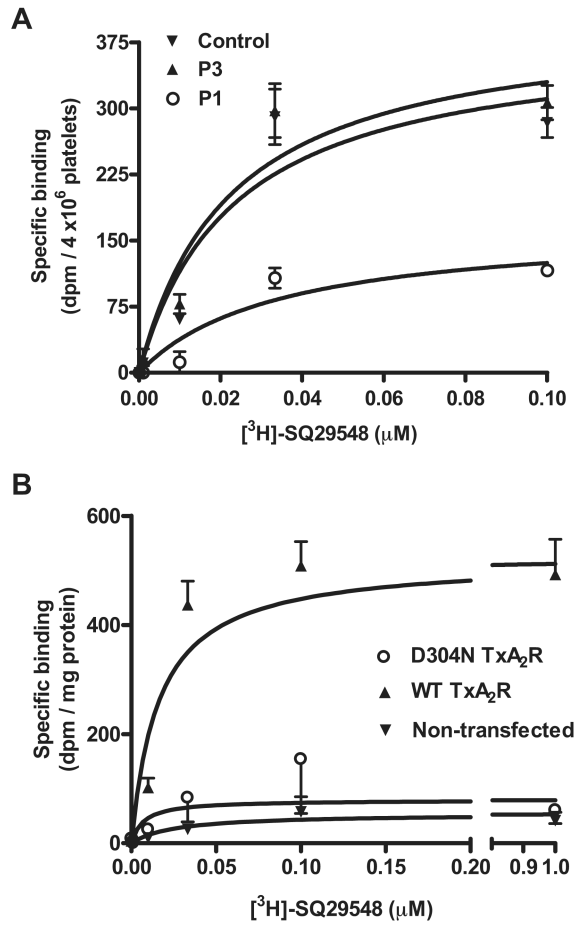 A
Control
P3
P1
Specific binding
(dpm / 4 x10⁶ platelets)
375
300
225
150
75
0
0.00 0.02 0.04 0.06 0.08 0.10
[³H]-SQ29548 (μM)
B
Specific binding
(dpm / mg protein)
600
400
200
0
D304N TxA₂R
WT TxA₂R
Non-transfected
0.00 0.05 0.10 0.15 0.20 0.9 1.0
[³H]-SQ29548 (μM)